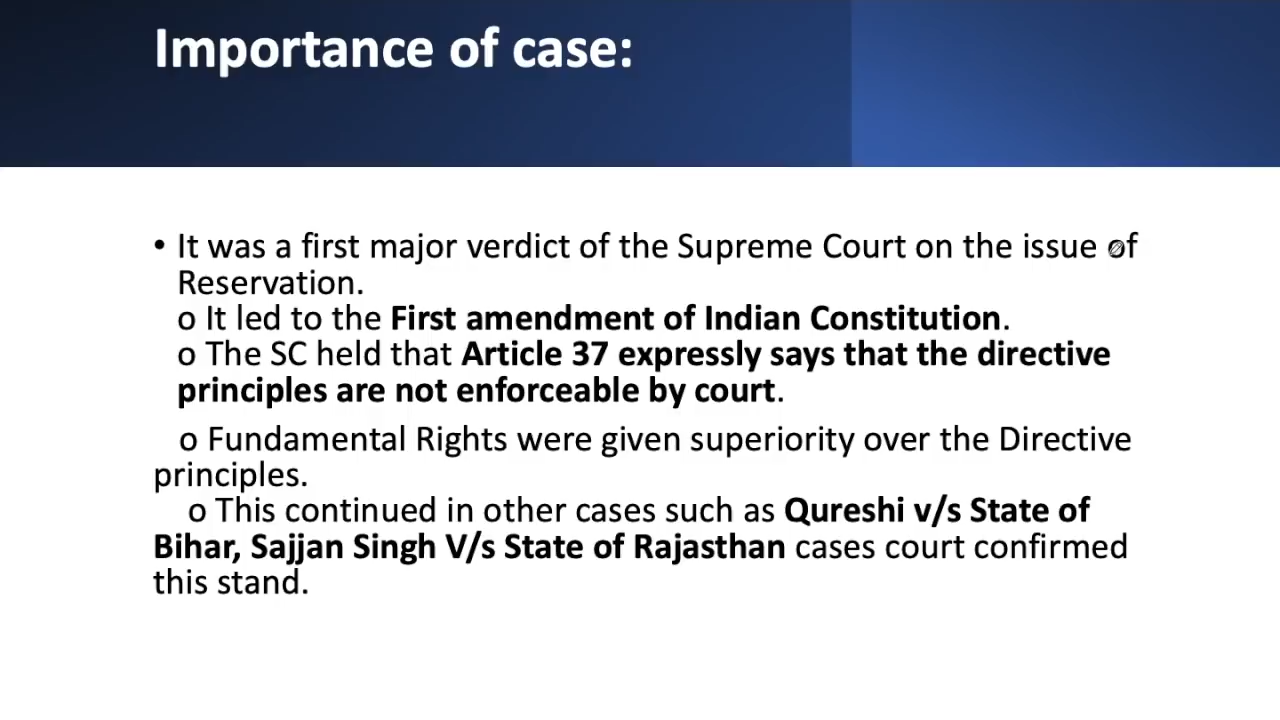 Importance of case:
• It was a first major verdict of the Supreme Court on the issue of
Reservation.
o It led to the First amendment of Indian Constitution.
o The SC held that Article 37 expressly says that the directive
principles are not enforceable by court.
o Fundamental Rights were given superiority over the Directive
principles.
o This continued in other cases such as Qureshi v/s State of
Bihar, Sajjan Singh V/s State of Rajasthan cases court confirmed
this stand.